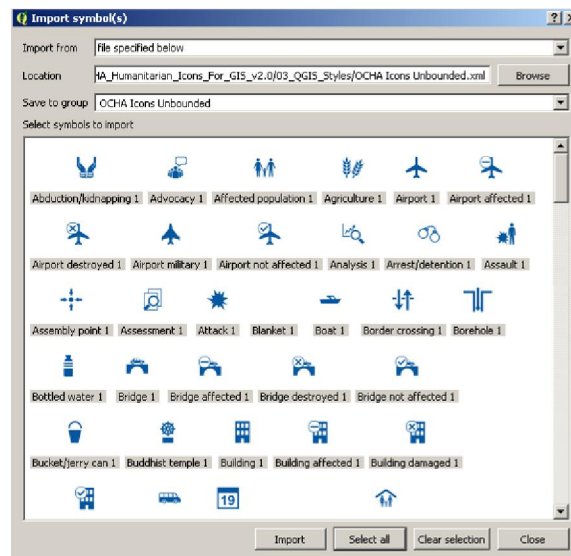 Import symbol(s)
Import from file specified below
Location HA_Humanitarian_Icons_For_GIS_v2.0/03_QGIS_Styles/OCHA Icons Unbounded.xml Browse
Save to group OCHA Icons Unbounded
Select symbols to import
Abduction/kidnapping 1 Advocacy 1 Affected population 1 Agriculture 1 Airport 1 Airport affected 1
Airport destroyed 1 Airport military 1 Airport not affected 1 Analysis 1 Arrest/detention 1 Assault 1
Assembly point 1 Assessment 1 Attack 1 Blanket 1 Boat 1 Border crossing 1 Borehole 1
Bottled water 1 Bridge 1 Bridge affected 1 Bridge destroyed 1 Bridge not affected 1
Bucket/jerry can 1 Buddhist temple 1 Building 1 Building affected 1 Building damaged 1
19
Import Select all Clear selection Close